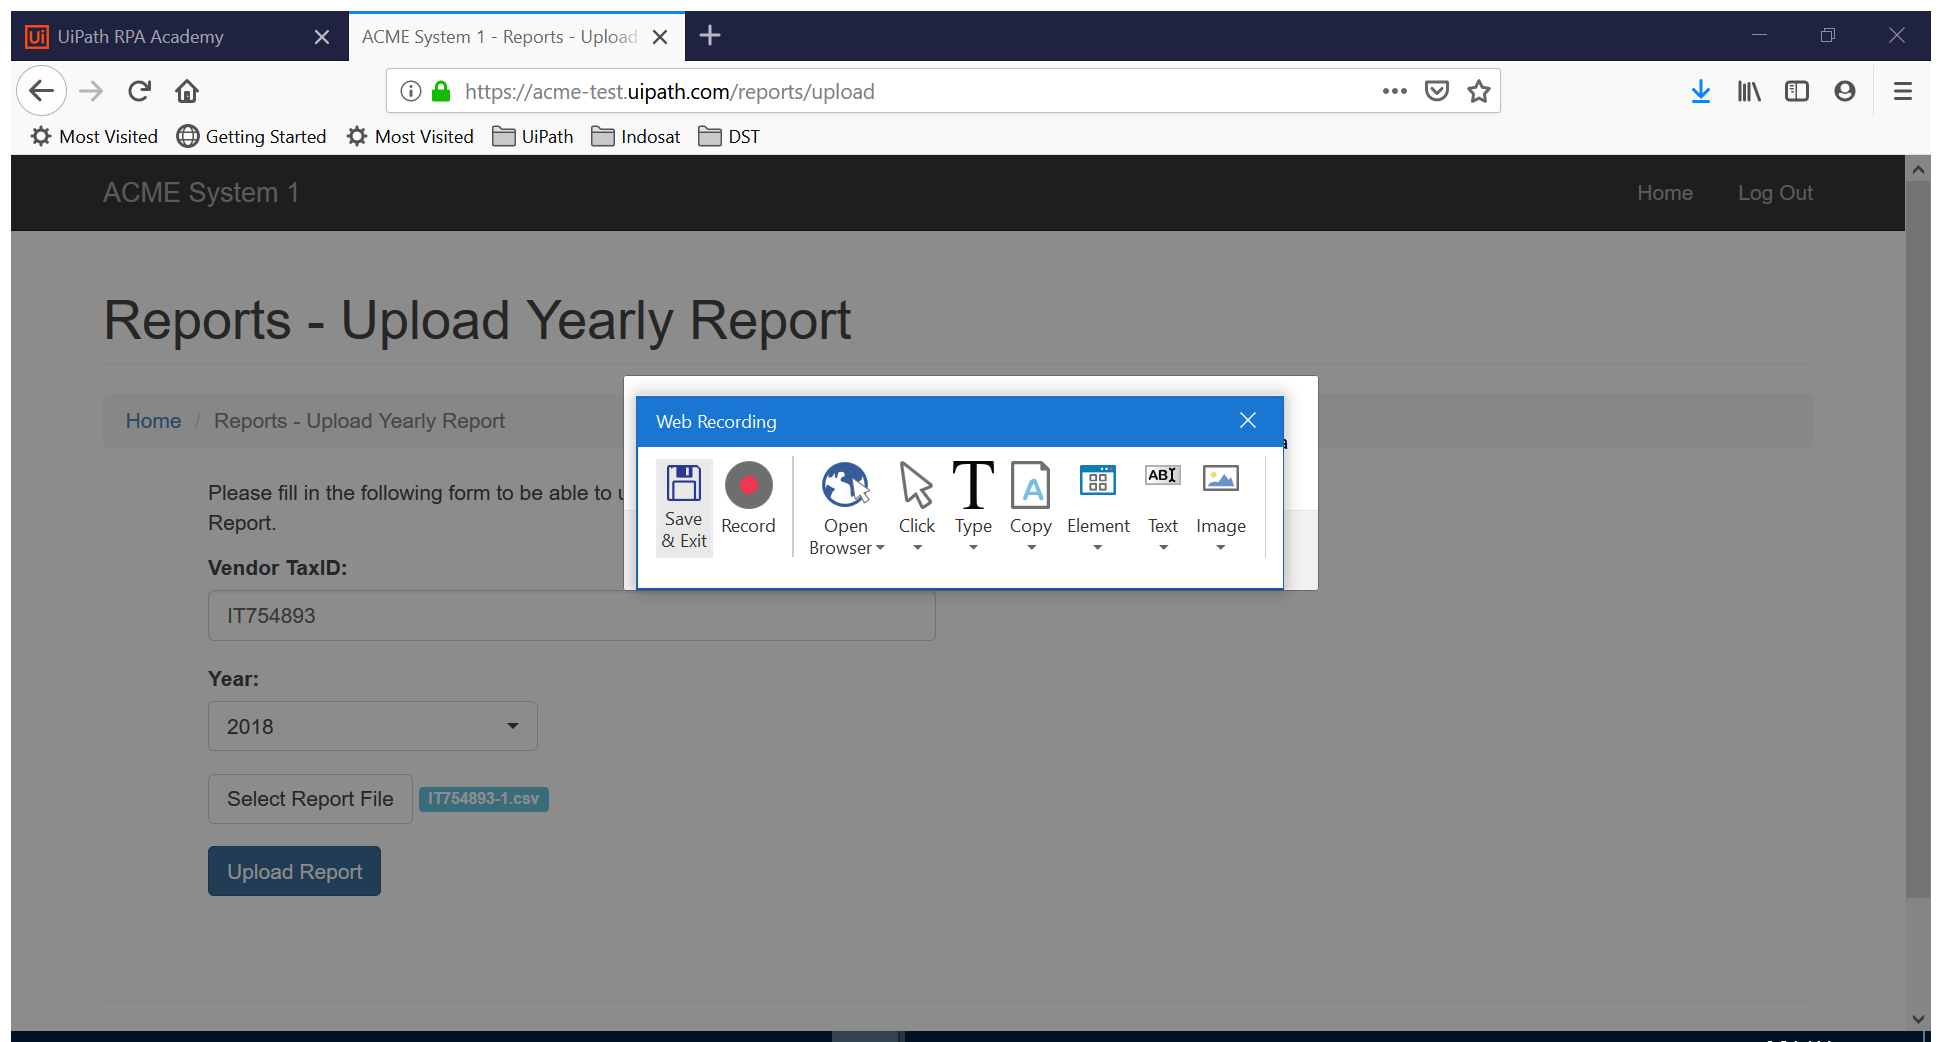 UiPath RPA Academy
ACME System 1 - Reports - Upload
https://acme-test.uipath.com/reports/upload
Most Visited
Getting Started
Most Visited
UiPath
Indosat
DST
ACME System 1
Home
Log Out
Reports - Upload Yearly Report
Home / Reports - Upload Yearly Report
Web Recording
Save
& Exit
Record
Open
Browser
Click
Type
Copy
Element
Text
Image
Please fill in the following form to be able to
Report.
Vendor TaxID:
IT754893
Year:
2018
Select Report File
IT754893-1.csv
Upload Report